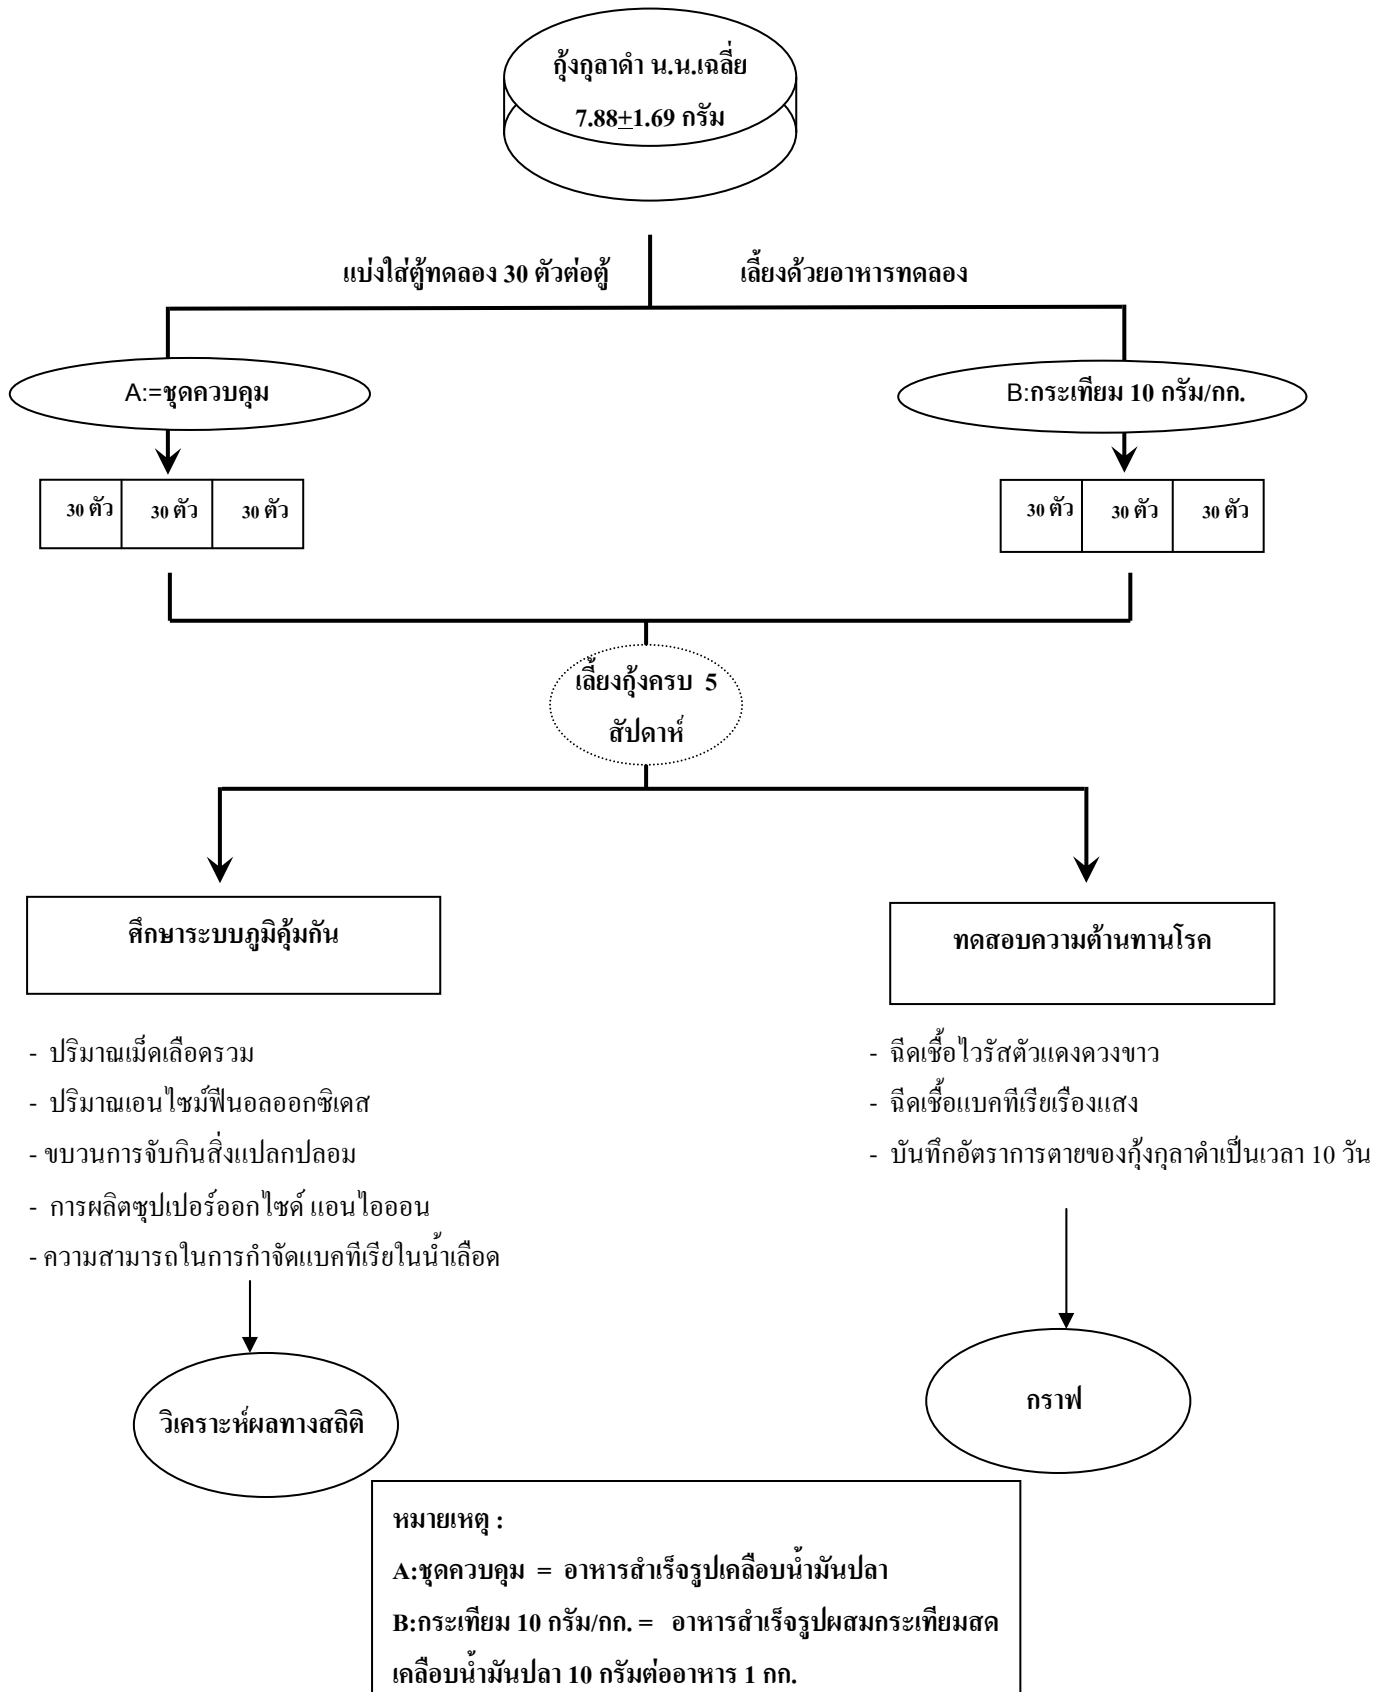 กุ้งกุลาดำ น.น.เฉลี่ย
7.88±1.69 กรัม
แบ่งใส่ตู้ทดลอง 30 ตัวต่อตู้
เลี้ยงด้วยอาหารทดลอง
A:=ชุดควบคุม
B:กระเทียม 10 กรัม/กก.
30 ตัว 30 ตัว 30 ตัว
30 ตัว 30 ตัว 30 ตัว
เลี้ยงกุ้งครบ 5
สัปดาห์
ศึกษาระบบภูมิคุ้มกัน
- ปริมาณเม็ดเลือดรวม
- ปริมาณเอนไซม์ฟีนอลออกซิเดส
- ขบวนการจับกินสิ่งแปลกปลอม
- การผลิตซุปเปอร์ออกไซด์ แอนไอออน
- ความสามารถในการกำจัดแบคทีเรียในน้ำเลือด
วิเคราะห์ผลทางสถิติ
ทดสอบความต้านทานโรค
- ฉีดเชื้อไวรัสตัวแดงดวงขาว
- ฉีดเชื้อแบคทีเรียเรืองแสง
- บันทึกอัตราการตายของกุ้งกุลาดำเป็นเวลา 10 วัน
กราฟ
หมายเหตุ :
A:ชุดควบคุม = อาหารสำเร็จรูปเคลือบน้ำมันปลา
B:กระเทียม 10 กรัม/กก. = อาหารสำเร็จรูปผสมกระเทียมสด
เคลือบน้ำมันปลา 10 กรัมต่ออาหาร 1 กก.